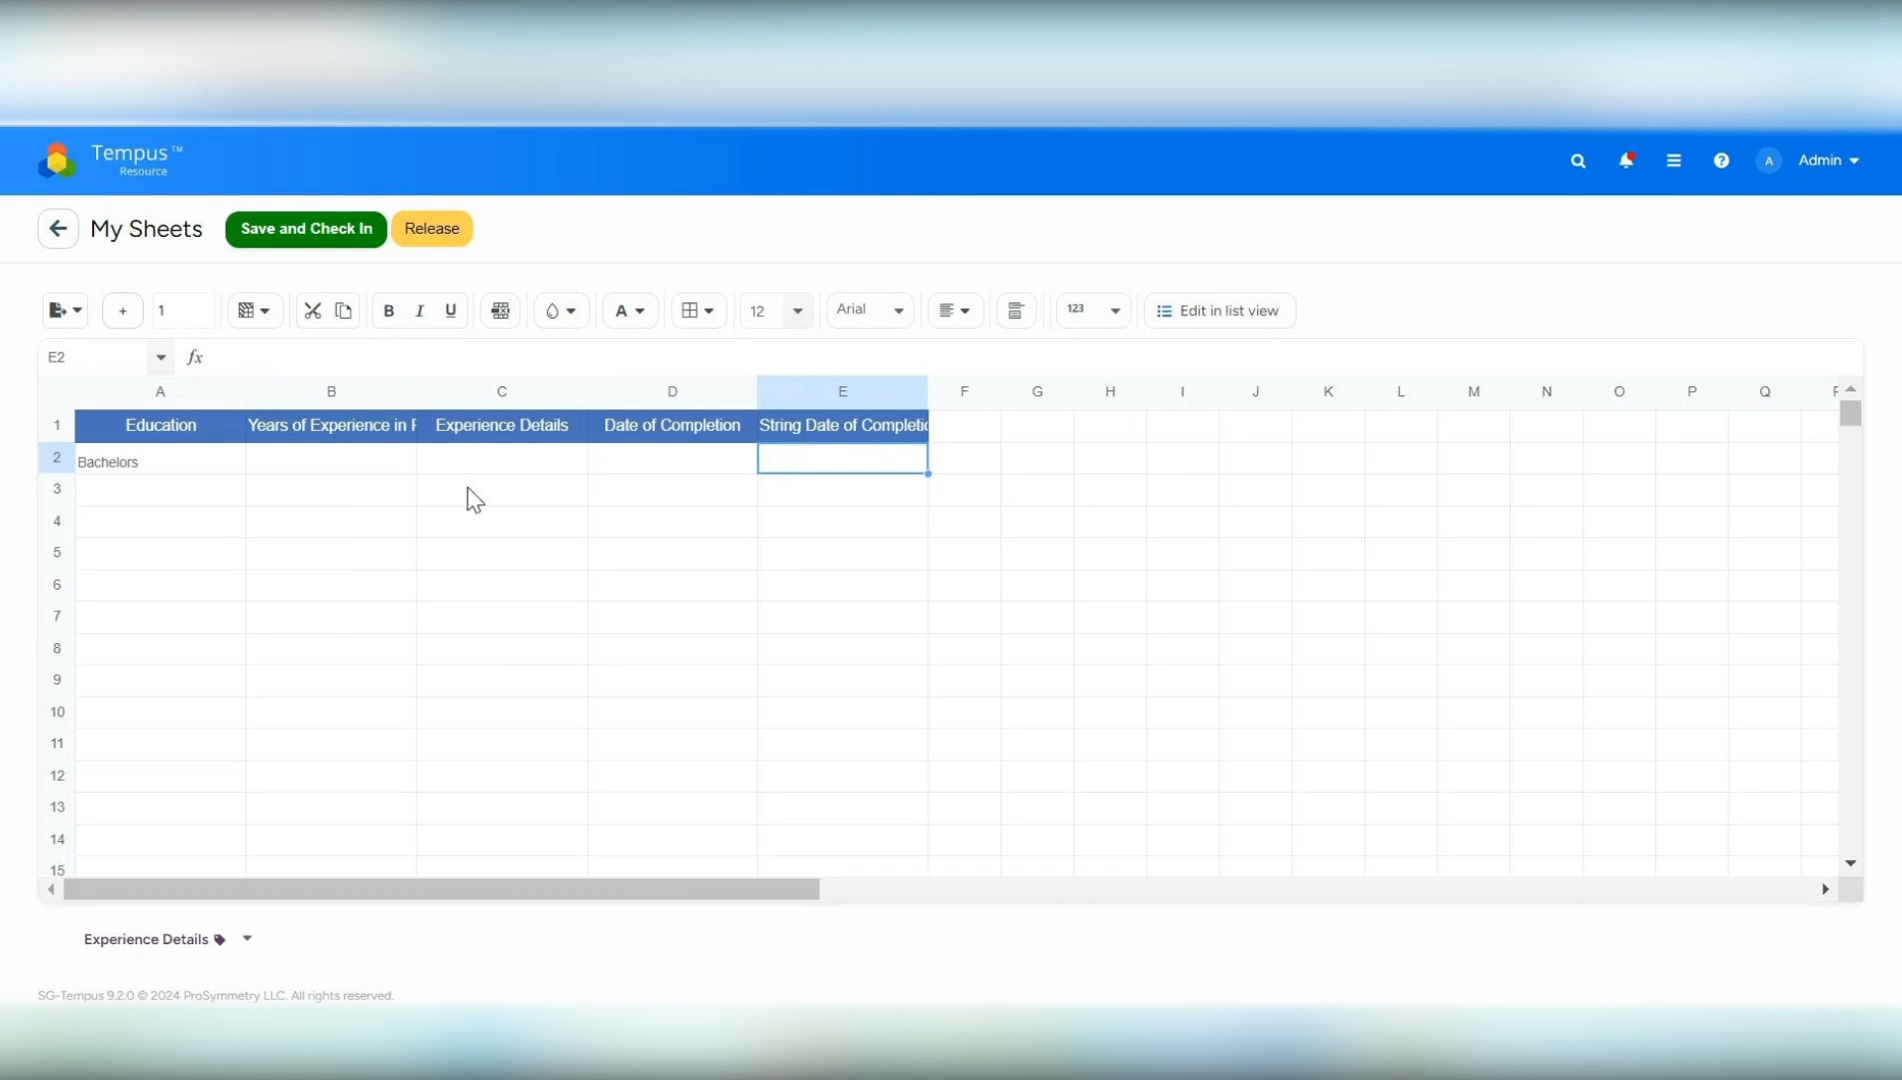 Tempus ™
Resource
A
Admin
My Sheets
Save and Check In
Release
+
1
B
I
U
A
12
Arial
123
Edit in list view
E2
fx
A B C D E F G H I J K L M N O P Q
1 Education Years of Experience in Experience Details Date of Completion String Date of
2 Bachelors
3
4
5
6
7
8
9
10
11
12
13
14
15
Experience Details
SG-Tempus 9.2.0 © 2024 ProSymmetry LLC. All rights reserved.